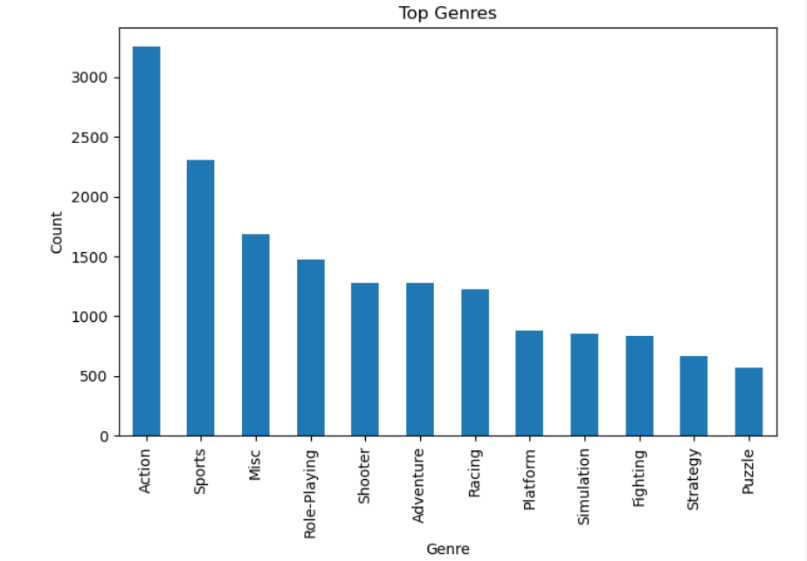 Top Genres
3000
2500
2000
1500
1000
500
0
Count
Action
Sports
Misc
Role-Playing
Shooter
Adventure
Racing
Platform
Simulation
Fighting
Strategy
Puzzle
Genre